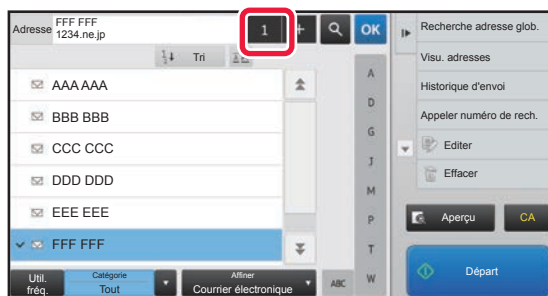 Adresse
FFF FFF
1234.ne.jp
1
+
OK
Tri
AAA AAA
BBB BBB
CCC CCC
DDD DDD
EEE EEE
FFF FFF
A
D
G
J
M
P
T
W
ABC
Util.
fréq.
Catégorie
Tout
Affiner
Courrier électronique
Recherche adresse glob.
Visu. adresses
Historique d'envoi
Appeler numéro de rech.
Editer
Effacer
Aperçu
CA
Départ